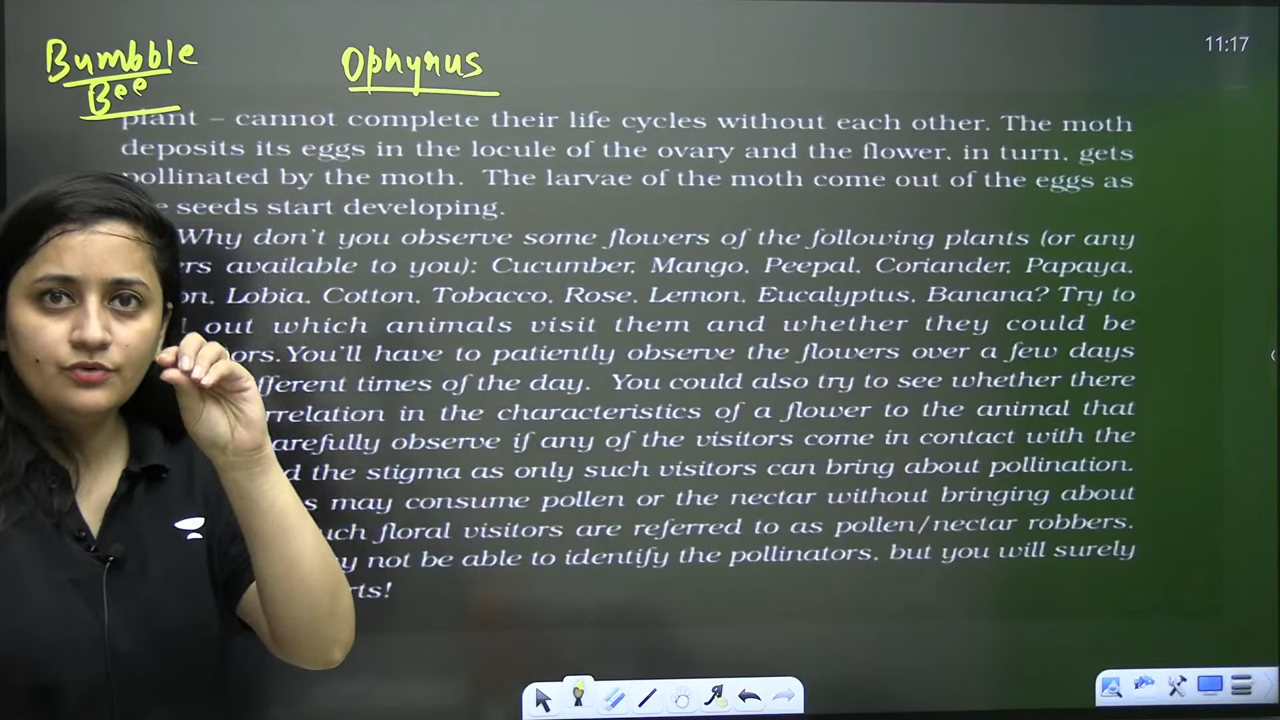 11:17
Bumbble Ophyrus
Bee
plant – cannot complete their life cycles without each other. The moth
deposits its eggs in the locule of the ovary and the flower, in turn, gets
pollinated by the moth. The larvae of the moth come out of the eggs as
seeds start developing.
Why don't you observe some flowers of the following plants (or any
available to you): Cucumber, Mango, Peepal, Coriander, Papaya,
Lobia, Cotton, Tobacco, Rose, Lemon, Eucalyptus, Banana? Try to
out which animals visit them and whether they could be
You'll have to patiently observe the flowers over a few days
times of the day. You could also try to see whether there
in the characteristics of a flower to the animal that
observe if any of the visitors come in contact with the
the stigma as only such visitors can bring about pollination.
may consume pollen or the nectar without bringing about
floral visitors are referred to as pollen/nectar robbers.
not be able to identify the pollinators, but you will surely